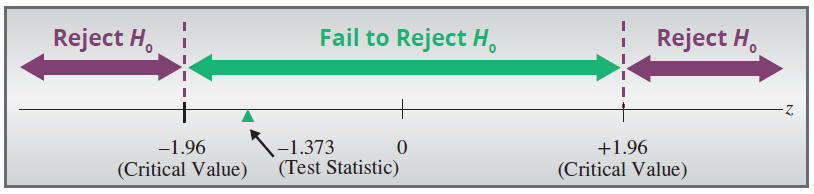 Reject H₀ Fail to Reject H₀ Reject H₀
z
–1.96 –1.373 0 +1.96
(Critical Value) (Test Statistic) (Critical Value)